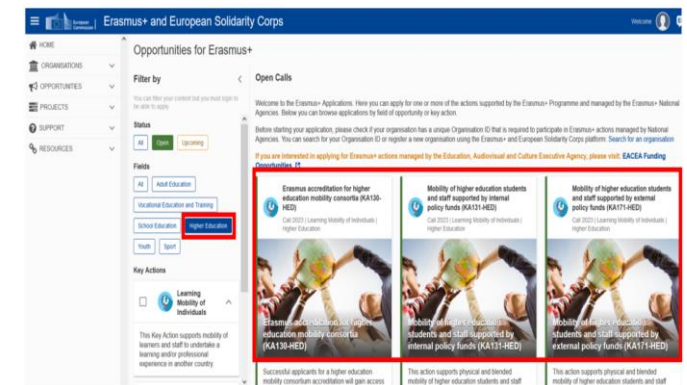 European Commission
Erasmus+ and European Solidarity Corps
Welcome
HOME
ORGANISATIONS
OPPORTUNITIES
PROJECTS
SUPPORT
RESOURCES
Opportunities for Erasmus+
Filter by
You can filter your content but you must login to
be able to apply
Status
All
Open
Upcoming
Fields
All
Adult Education
Vocational Education and Training
School Education
Higher Education
Youth
Sport
Key Actions
Learning
Mobility of
Individuals
This Key Action supports mobility of
learners and staff to undertake a
learning and/or professional
experience in another country
Open Calls
Welcome to the Erasmus+ Applications. Here you can apply for one or more of the actions supported by the Erasmus+ Programme and managed by the Erasmus+ National
Agencies. Below you can browse applications by field of opportunity or key action.
Before starting your application, please check if your organisation has a unique Organisation ID that is required to participate in Erasmus+ actions managed by National
Agencies. You can search for your Organisation ID or register a new organisation using the Erasmus+ and European Solidarity Corps platform: Search for an organisation
If you are interested in applying for Erasmus+ actions managed by the Education, Audiovisual and Culture Executive Agency, please visit: EACEA Funding
Opportunities
Erasmus accreditation for higher
education mobility consortia (KA130-
HED)
Call 2023 | Learning Mobility of Individuals |
Higher Education
Erasmus accreditation for higher
education mobility consortia
(KA130-HED)
Successful applicants for a higher education
mobility consortium accreditation will gain access
Mobility of higher education students
and staff supported by internal
policy funds (KA131-HED)
Call 2023 | Learning Mobility of Individuals |
Higher Education
Mobility of higher education
students and staff supported by
internal policy funds (KA131-HED)
This action supports physical and blended
mobility of higher education students and staff
Mobility of higher education students
and staff supported by external
policy funds (KA171-HED)
Call 2023 | Learning Mobility of Individuals |
Higher Education
Mobility of higher education
students and staff supported by
external policy funds (KA171-HED)
This action supports physical and blended
mobility of higher education students and staff